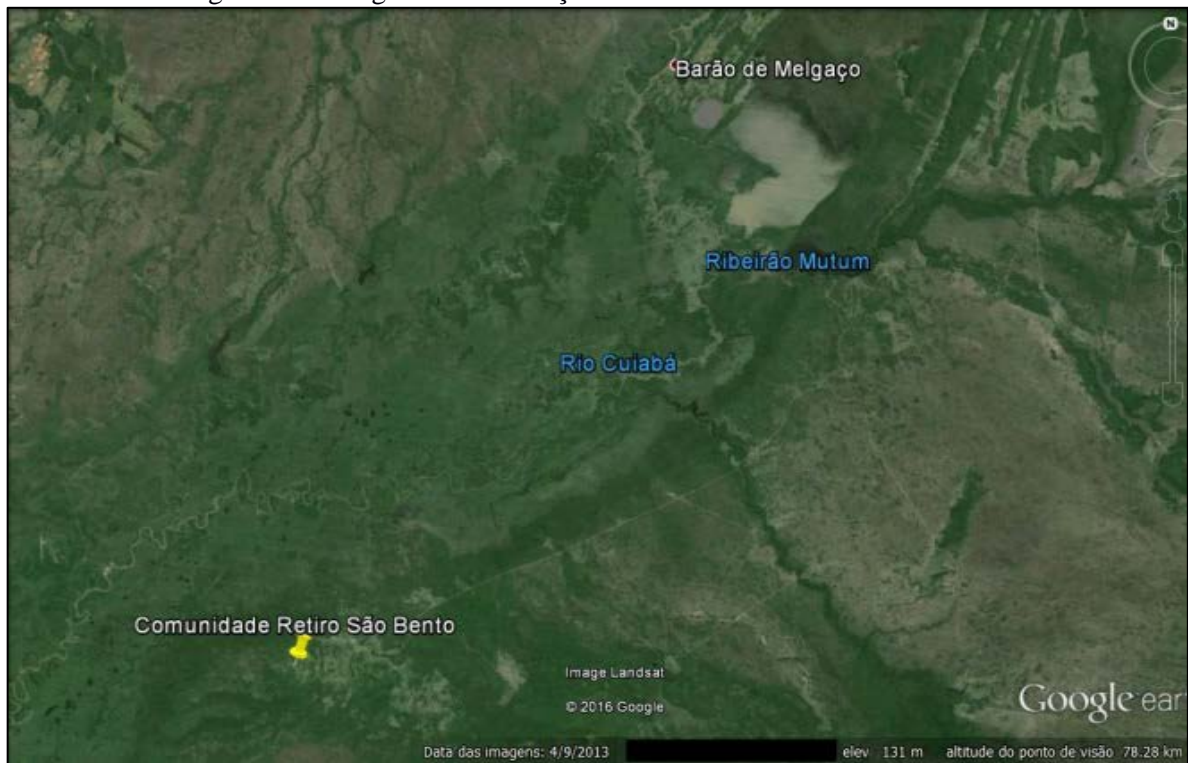 N
Barão de Melgaço
Ribeirão Mutum
Rio Cuiabá
Comunidade Retiro São Bento
Image Landsat
© 2016 Google
Google ear
Data das imagens: 4/9/2013 elev 131 m altitude do ponto de visão 78.28 km